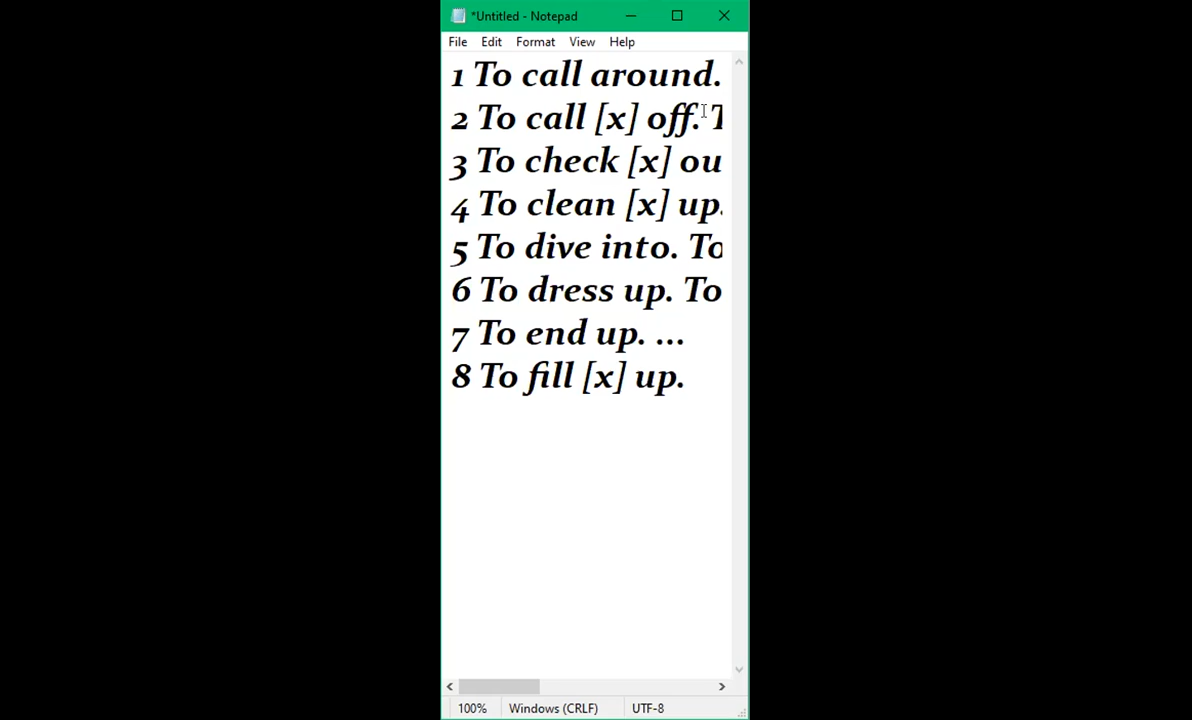 *Untitled - Notepad
File Edit Format View Help
1 To call around.
2 To call [x] off.
3 To check [x] ou
4 To clean [x] up.
5 To dive into. To
6 To dress up. To
7 To end up. ...
8 To fill [x] up.
100% Windows (CRLF) UTF-8